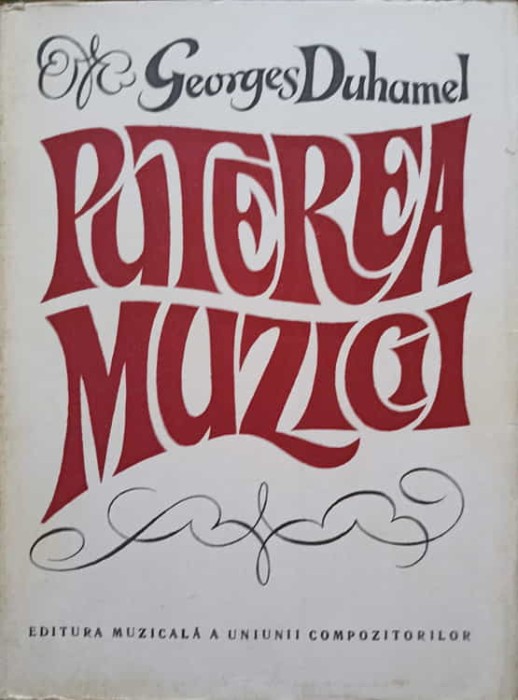 Georges Duhamel
PUTEREA
MUZICII
EDITURA MUZICALĂ A UNIUNII COMPOZITORILOR